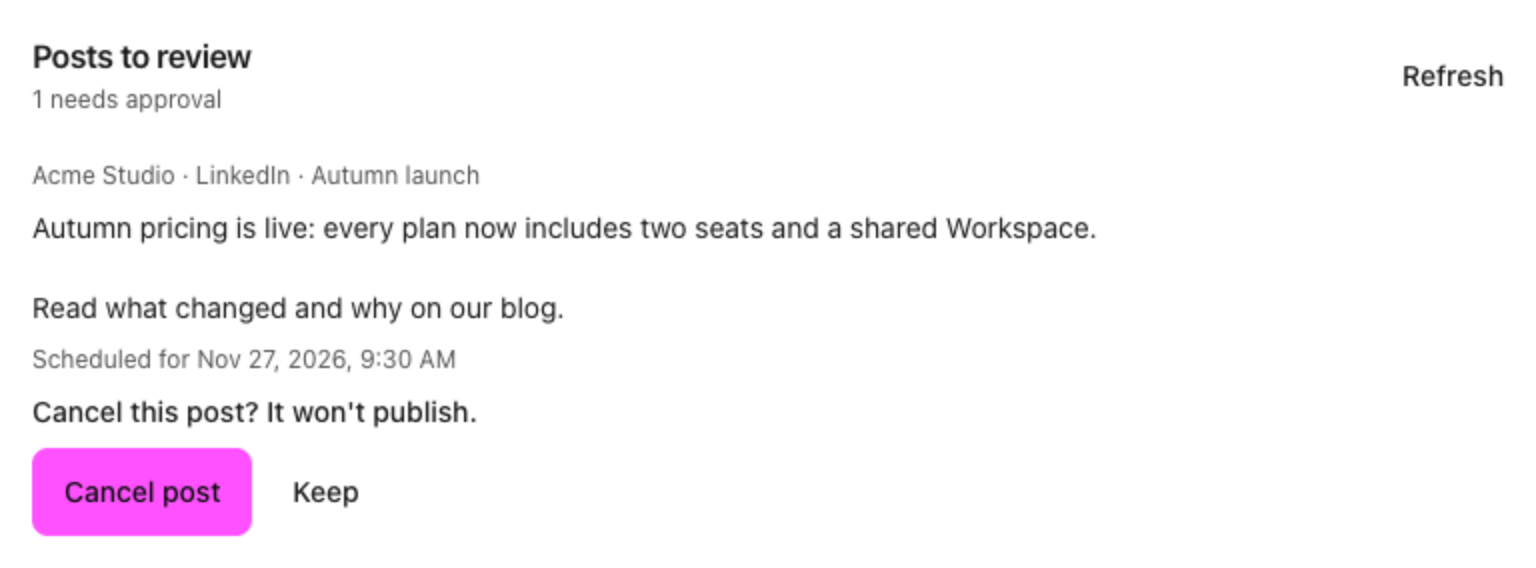 Posts to review
1 needs approval
Refresh
Acme Studio · LinkedIn · Autumn launch
Autumn pricing is live: every plan now includes two seats and a shared Workspace.
Read what changed and why on our blog.
Scheduled for Nov 27, 2026, 9:30 AM
Cancel this post? It won't publish.
Cancel post
Keep